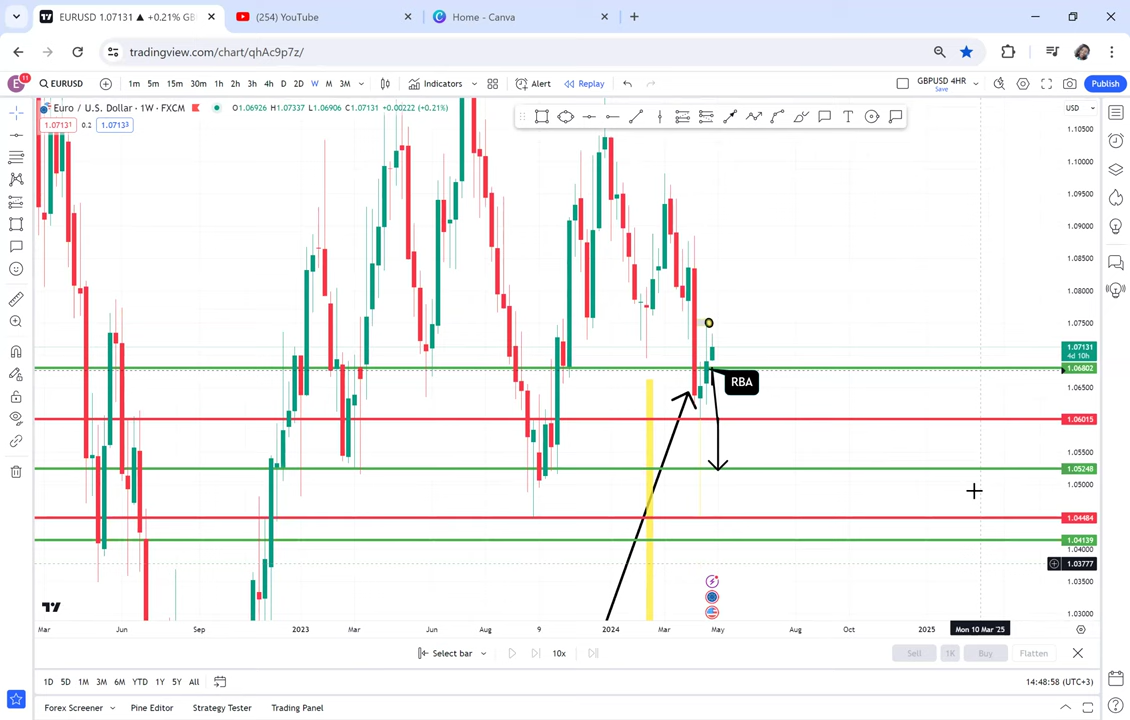 EURUSD 1.07131 ▲ +0.21% GB
(254) YouTube
Home - Canva
tradingview.com/chart/qhAc9p7z/
E 11 EURUSD 1m 5m 15m 30m 1h 2h 3h 4h D 2D W M 3M Indicators Alert Replay GBPUSD 4HR Save Publish
Euro / U.S. Dollar · 1W · FXCM O1.06926 H1.07337 L1.06906 C1.07131 +0.00222 (+0.21%)
USD
1.07131 0.2 1.07133
1.10500
1.10000
1.09500
1.09000
1.08500
1.08000
1.07500
1.07131
4d 10h
1.06802
RBA
1.06500
1.06015
1.05500
1.05248
1.05000
1.04484
1.04139
1.04000
1.03777
1.03500
1.03000
Mar Jun Sep 2023 Mar Jun Aug 9 2024 Mar May Aug Oct 2025 Mon 10 Mar '25
Select bar 10x Sell 1K Buy Flatten
1D 5D 1M 3M 6M YTD 1Y 5Y All 14:48:58 (UTC+3)
Forex Screener Pine Editor Strategy Tester Trading Panel